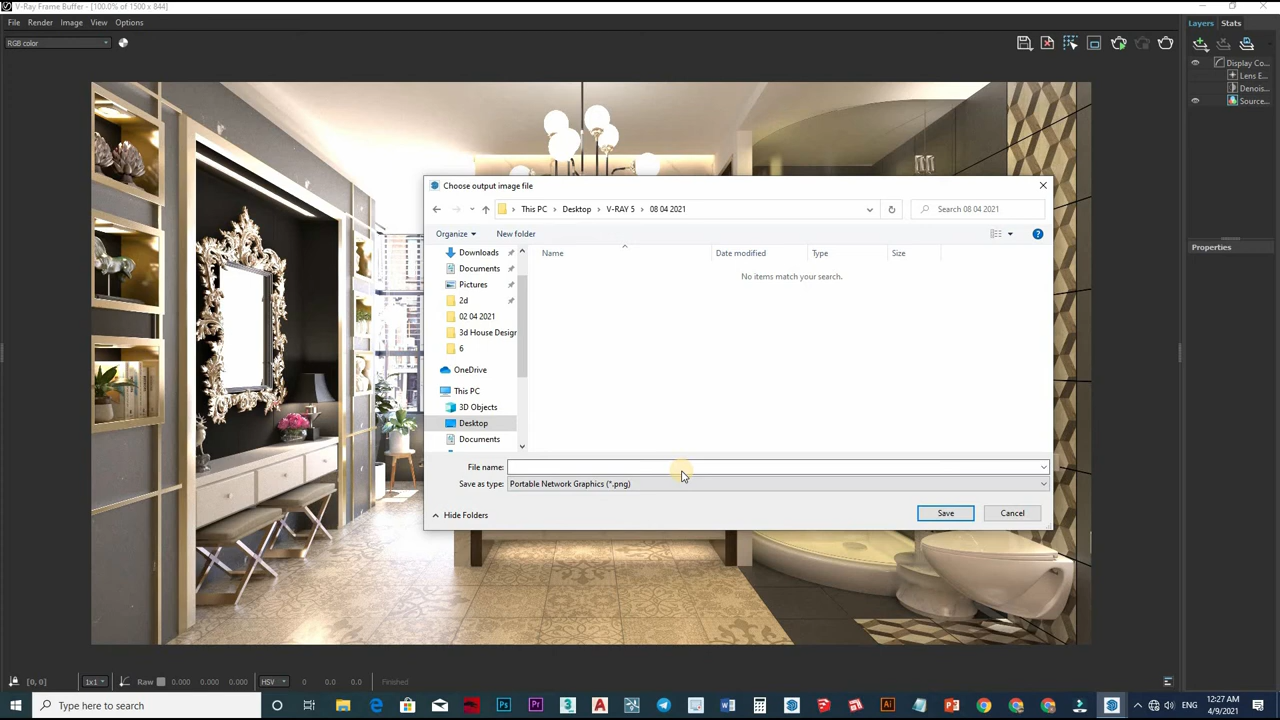 V-Ray Frame Buffer - [100.0% of 1500 x 844]
File Render Image View Options
Layers Stats
RGB color
Display Co...
Lens E...
Denois...
Source...
Properties
Choose output image file
This PC > Desktop > V-RAY 5 > 08 04 2021
Search 08 04 2021
Organize
New folder
Name
Date modified
Type
Size
No items match your search.
Downloads
Documents
Pictures
2d
02 04 2021
3d House Design
6
OneDrive
This PC
3D Objects
Desktop
Documents
File name:
Save as type: Portable Network Graphics (*.png)
Hide Folders
Save
Cancel
[0, 0] 1x1 Raw 0.000 0.000 0.000 HSV 0 0.0 0.0 Finished
Type here to search
ENG
12:27 AM
4/9/2021